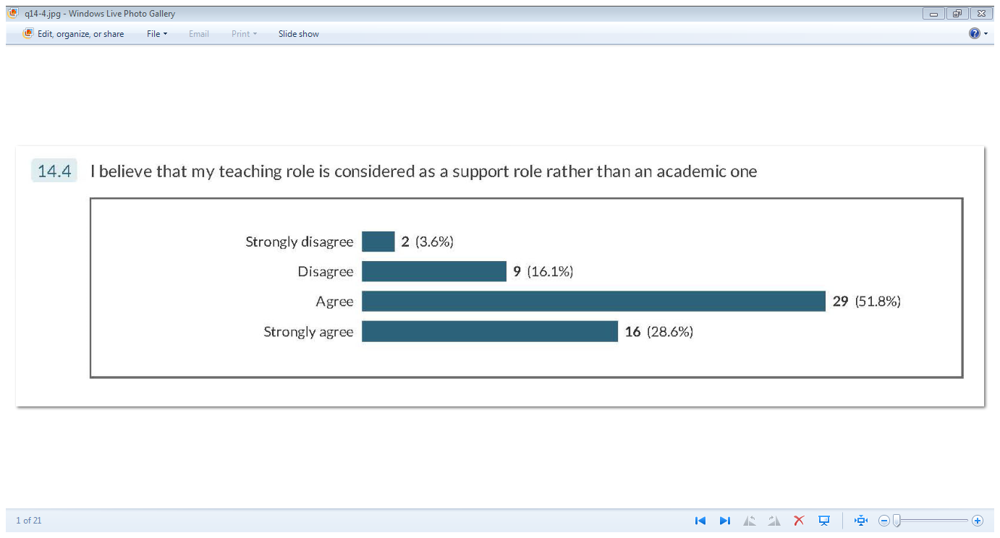 q14-4.jpg - Windows Live Photo Gallery
Edit, organize, or share File Email Print Slide show
14.4 I believe that my teaching role is considered as a support role rather than an academic one
Strongly disagree 2 (3.6%)
Disagree 9 (16.1%)
Agree 29 (51.8%)
Strongly agree 16 (28.6%)
1 of 21